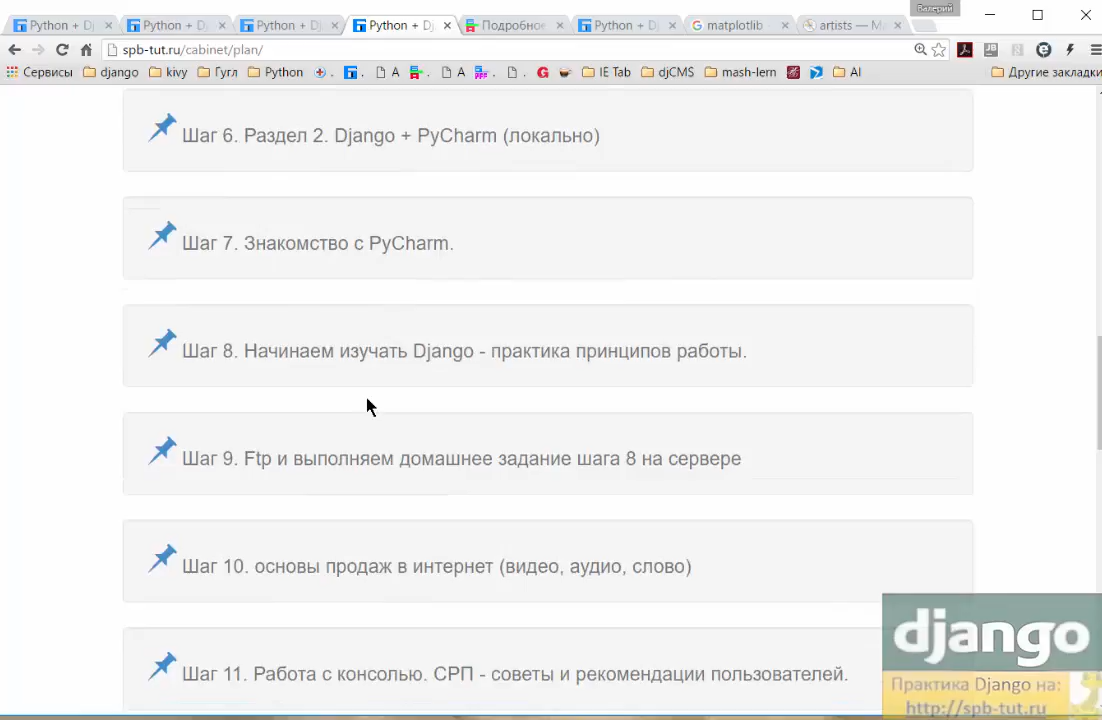 Валерий
Python + Dj
Python + Dj
Python + Dj
Python + Dj
Подробное
Python + Dj
matplotlib
artists — Ma
spb-tut.ru/cabinet/plan/
Сервисы
django
kivy
Гугл
Python
A
A
IE Tab
djCMS
mash-lern
AI
Другие закладки
Шаг 6. Раздел 2. Django + PyCharm (локально)
Шаг 7. Знакомство с PyCharm.
Шаг 8. Начинаем изучать Django - практика принципов работы.
Шаг 9. Ftp и выполняем домашнее задание шага 8 на сервере
Шаг 10. основы продаж в интернет (видео, аудио, слово)
Шаг 11. Работа с консолью. СРП - советы и рекомендации пользователей.
django
Практика Django на:
http://spb-tut.ru